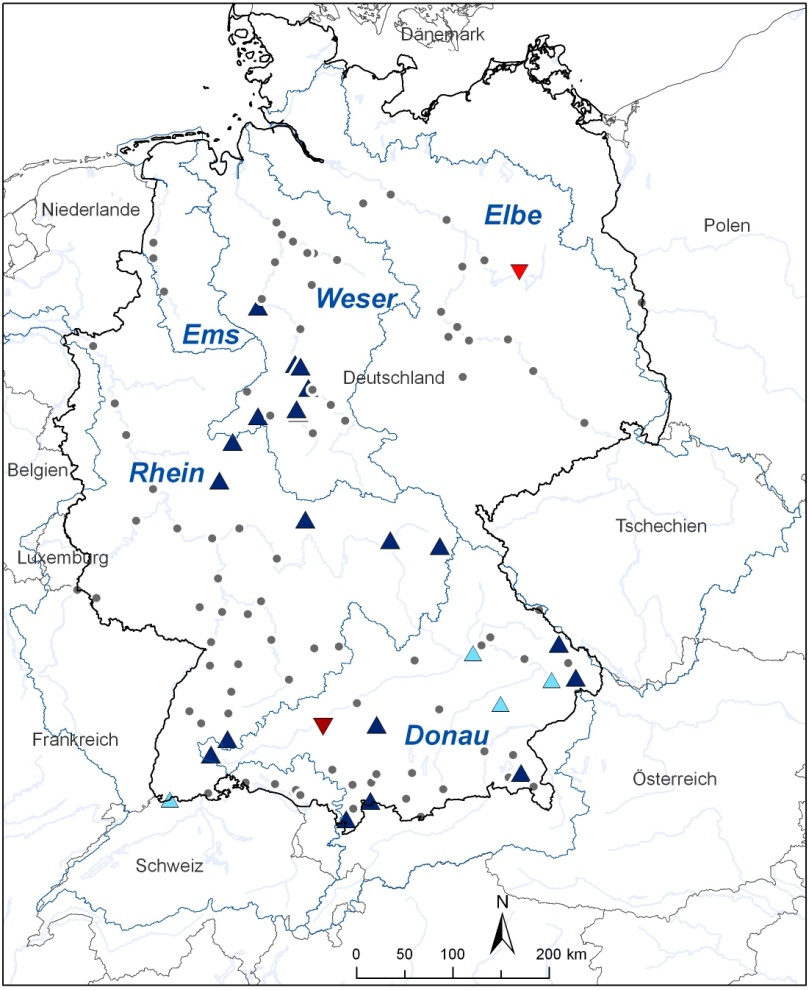 Dänemark
Niederlande
Elbe
Polen
Weser
Ems
Deutschland
Belgien
Rhein
Tschechien
Luxemburg
Donau
Frankreich
Österreich
Schweiz
N
0 50 100 200 km